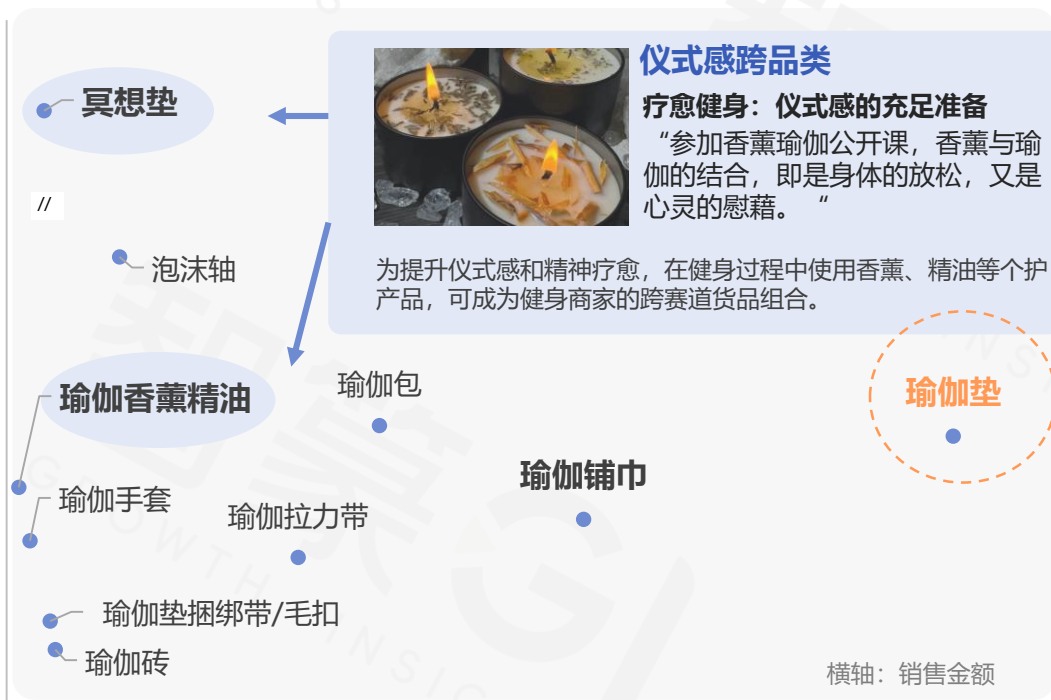 仪式感跨品类
疗愈健身：仪式感的充足准备
“参加香薰瑜伽公开课，香薰与瑜
伽的结合，即是身体的放松，又是
心灵的慰藉。“
为提升仪式感和精神疗愈，在健身过程中使用香薰、精油等个护
产品，可成为健身商家的跨赛道货品组合。
冥想垫
//
泡沫轴
瑜伽香薰精油
瑜伽包
瑜伽垫
瑜伽铺巾
瑜伽手套
瑜伽拉力带
瑜伽垫捆绑带/毛扣
瑜伽砖
横轴：销售金额
GROWTH INSIG